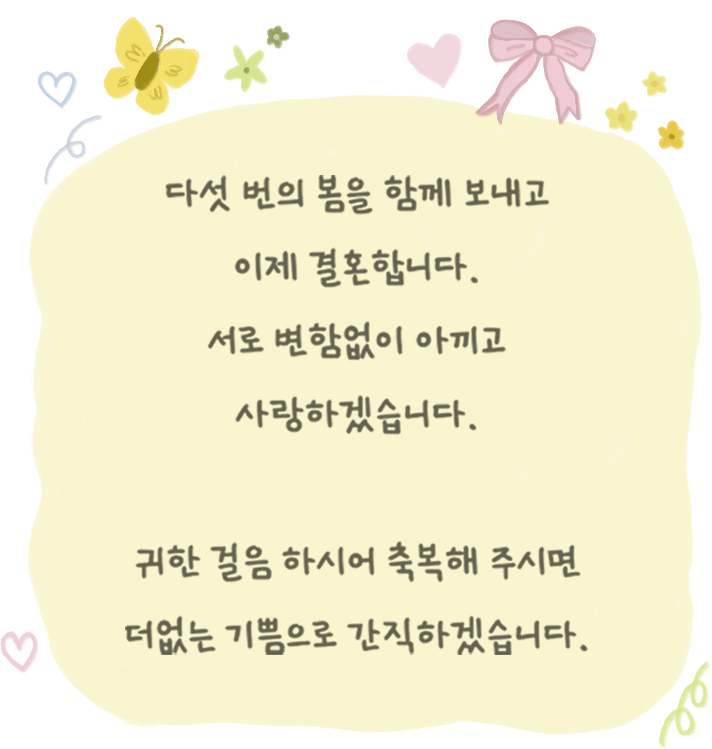 다섯 번의 봄을 함께 보내고
이제 결혼합니다.
서로 변함없이 아끼고
사랑하겠습니다.
귀한 걸음 하시어 축복해 주시면
더없는 기쁨으로 간직하겠습니다.